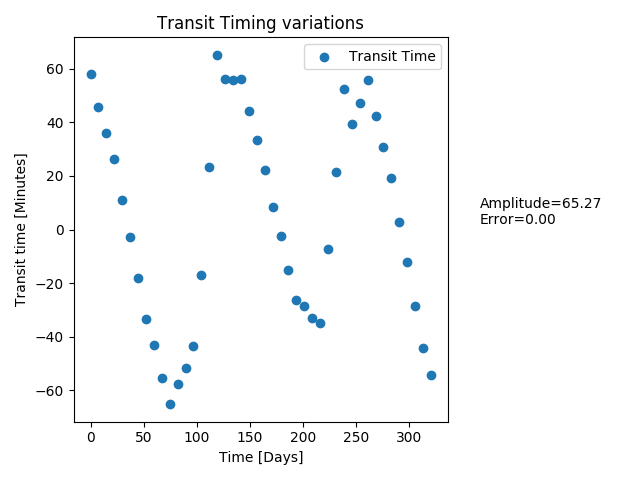 Transit Timing variations
Transit Time
60
40
20
0
−20
−40
−60
Transit time [Minutes]
0
50
100
150
200
250
300
Time [Days]
Amplitude=65.27
Error=0.00